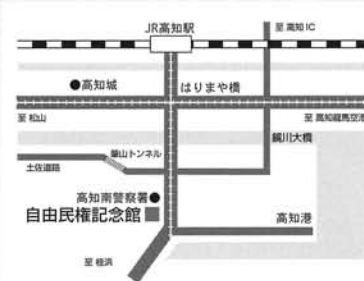 JR高知駅
至 高知IC
●高知城
はりまや橋
至 松山
至 高知龍馬空港
鏡川大橋
筆山トンネル
土佐道路
高知南警察署●
自由民権記念館
高知港
至 桂浜